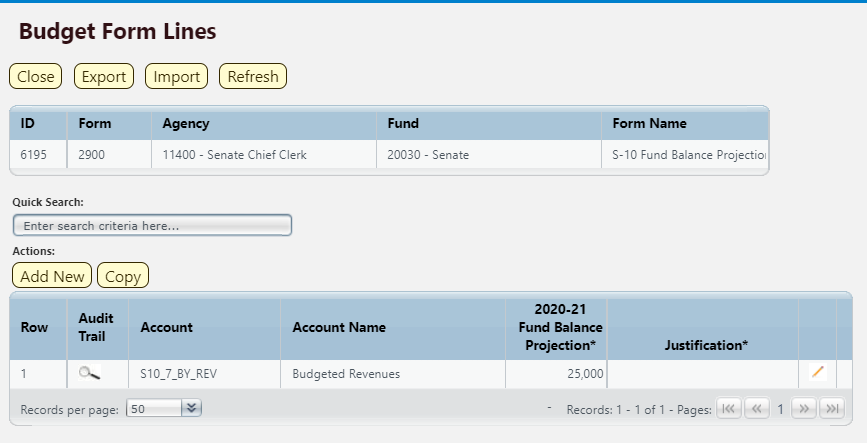 Budget Form Lines
Close Export Import Refresh
ID Form Agency Fund Form Name
6195 2900 11400 - Senate Chief Clerk 20030 - Senate S-10 Fund Balance Projection
Quick Search:
Enter search criteria here...
Actions:
Add New Copy
Row Audit Trail Account Account Name 2020-21 Fund Balance Projection* Justification*
1 S10_7_BY_REV Budgeted Revenues 25,000
Records per page: 50 - Records: 1 - 1 of 1 - Pages: 1